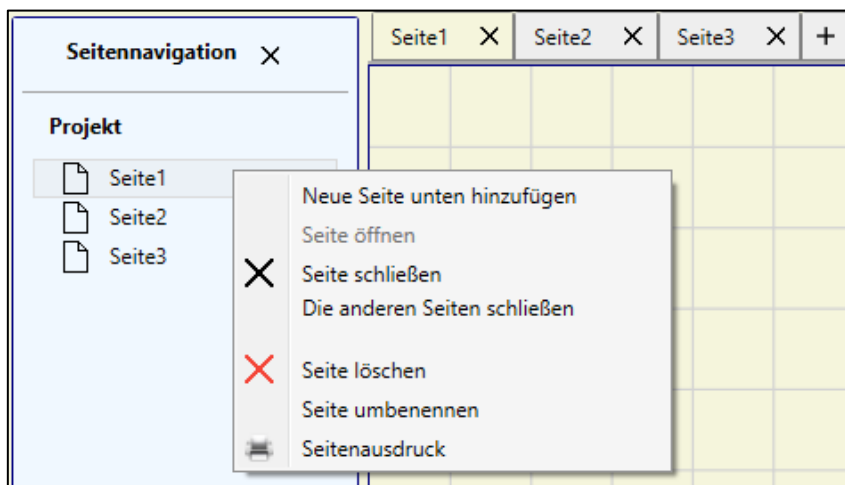 Seitennavigation
Seite1 Seite2 Seite3 +
Projekt
Seite1
Seite2
Seite3
Neue Seite unten hinzufügen
Seite öffnen
Seite schließen
Die anderen Seiten schließen
Seite löschen
Seite umbenennen
Seitenausdruck